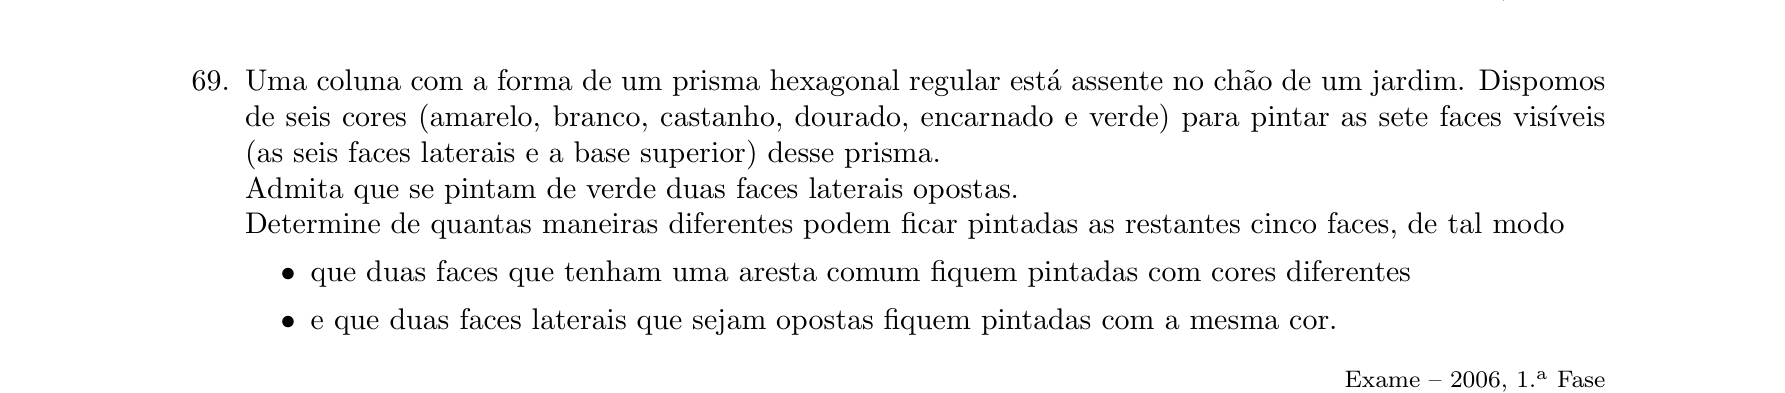 69. Uma coluna com a forma de um prisma hexagonal regular está assente no chão de um jardim. Dispomos
de seis cores (amarelo, branco, castanho, dourado, encarnado e verde) para pintar as sete faces visíveis
(as seis faces laterais e a base superior) desse prisma.
Admita que se pintam de verde duas faces laterais opostas.
Determine de quantas maneiras diferentes podem ficar pintadas as restantes cinco faces, de tal modo
• que duas faces que tenham uma aresta comum fiquem pintadas com cores diferentes
• e que duas faces laterais que sejam opostas fiquem pintadas com a mesma cor.
Exame – 2006, 1.ª Fase